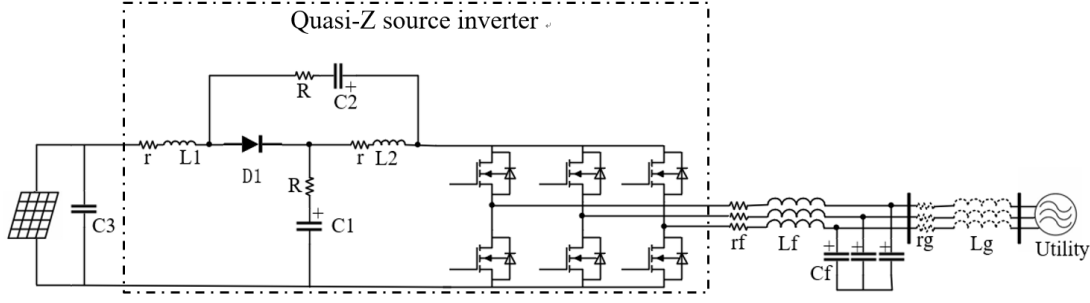 Quasi-Z source inverter
R
+
C2
r
L1
D1
r
L2
R
+
C1
C3
rf
Lf
+ + +
Cf
rg
Lg
Utility